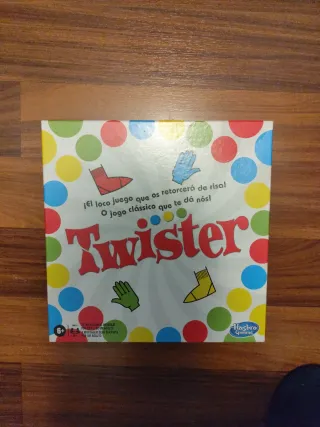 ¡El loco juego que os retorcerá de risa!
O jogo clássico que te dá nós!
Twister
6+
Hasbro
Gaming